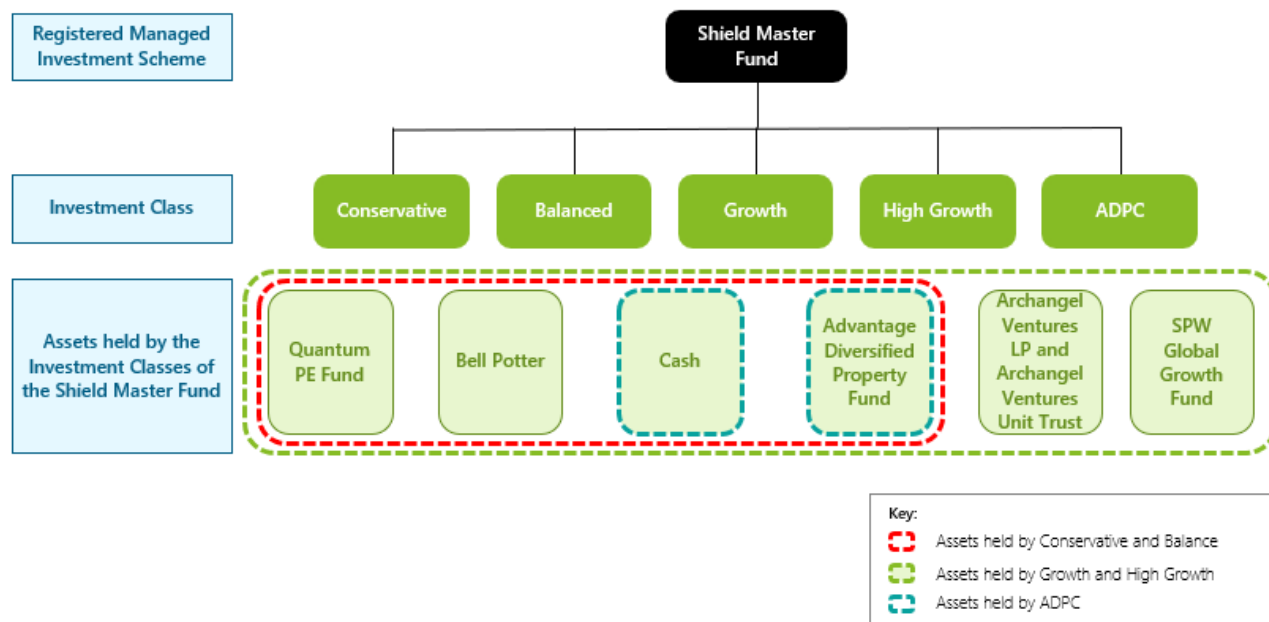 Registered Managed
Investment Scheme
Shield Master
Fund
Investment Class
Conservative
Balanced
Growth
High Growth
ADPC
Assets held by the
Investment Classes of
the Shield Master Fund
Quantum
PE Fund
Bell Potter
Cash
Advantage
Diversified
Property
Fund
Archangel
Ventures
LP and
Archangel
Ventures
Unit Trust
SPW
Global
Growth
Fund
Key:
Assets held by Conservative and Balance
Assets held by Growth and High Growth
Assets held by ADPC